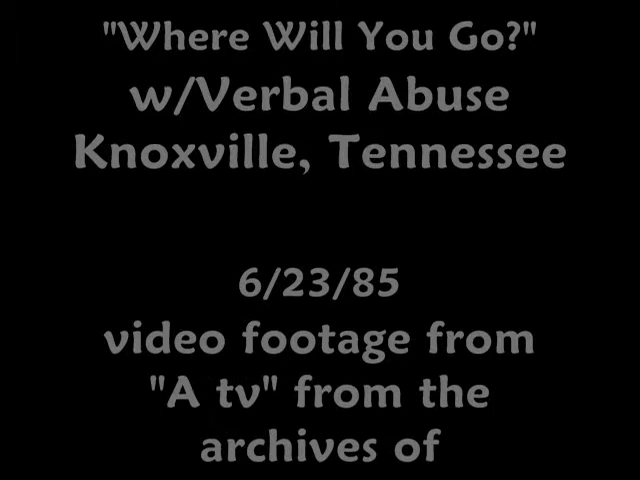 "Where Will You Go?"
w/Verbal Abuse
Knoxville, Tennessee
6/23/85
video footage from
"A tv" from the
archives of